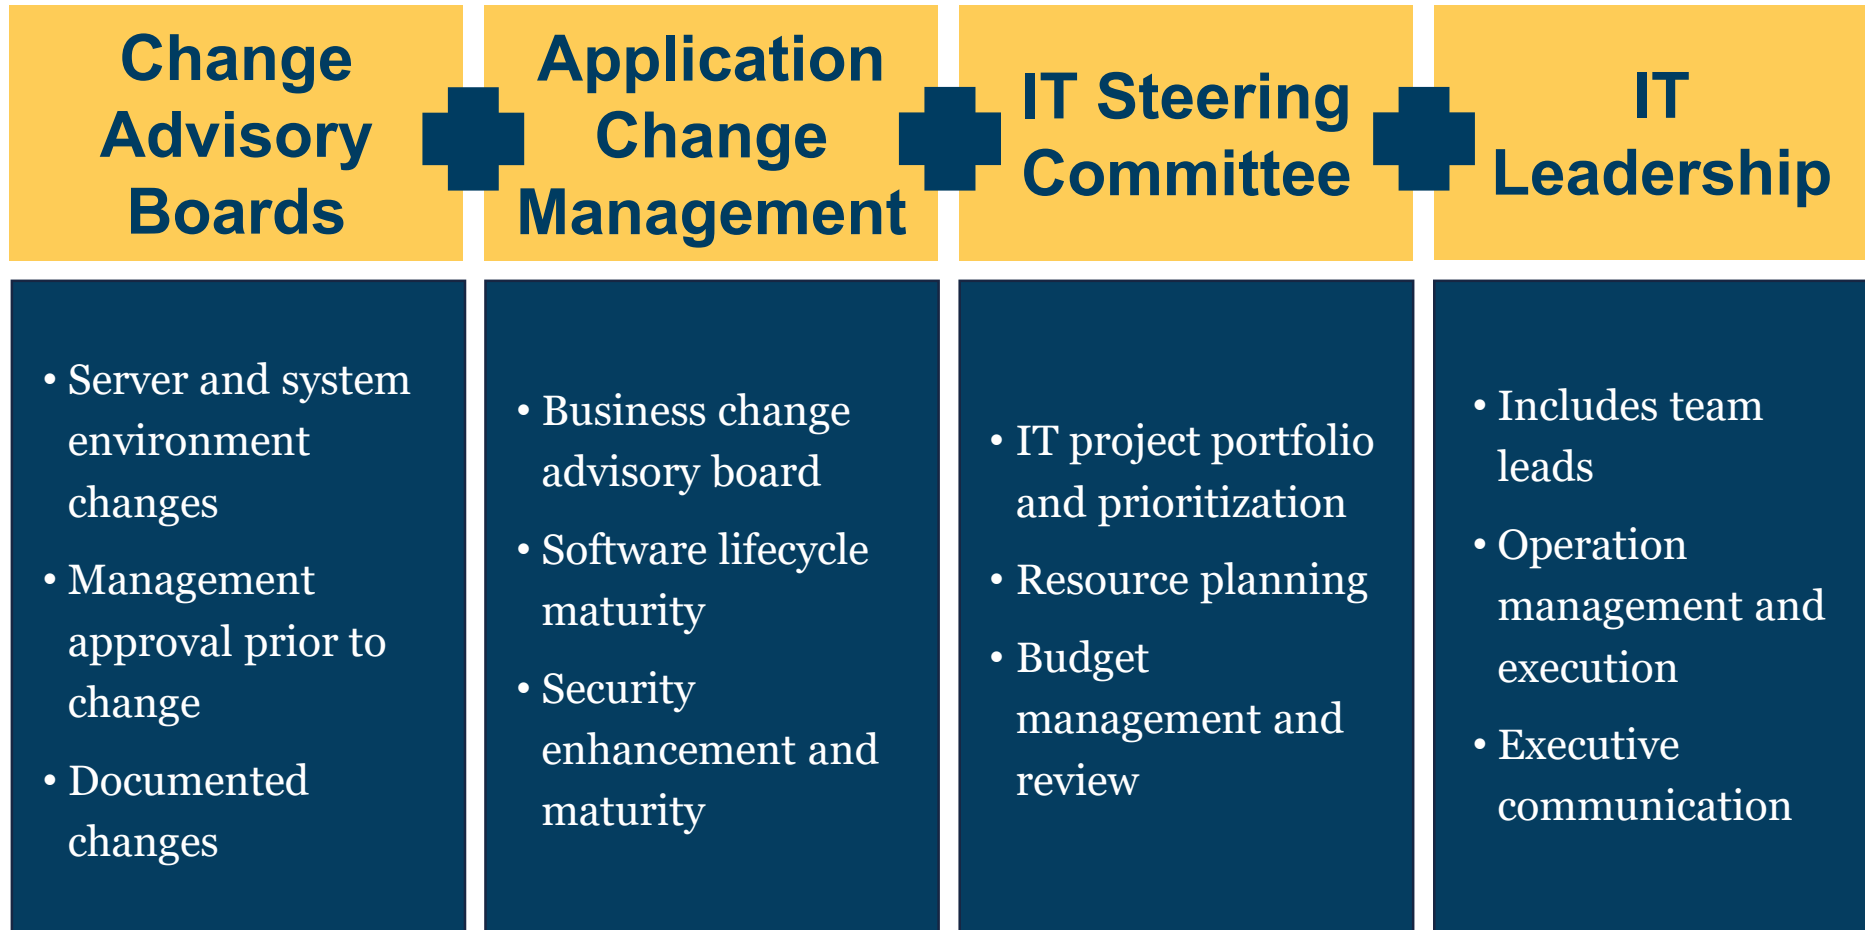 Change
Advisory
Boards
Application
Change
Management
IT Steering
Committee
IT
Leadership
• Server and system
environment
changes
• Management
approval prior to
change
• Documented
changes
• Business change
advisory board
• Software lifecycle
maturity
• Security
enhancement and
maturity
• IT project portfolio
and prioritization
• Resource planning
• Budget
management and
review
• Includes team
leads
• Operation
management and
execution
• Executive
communication